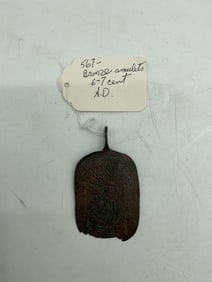 567-
Bronze amulets
6-7 cent
A.D.